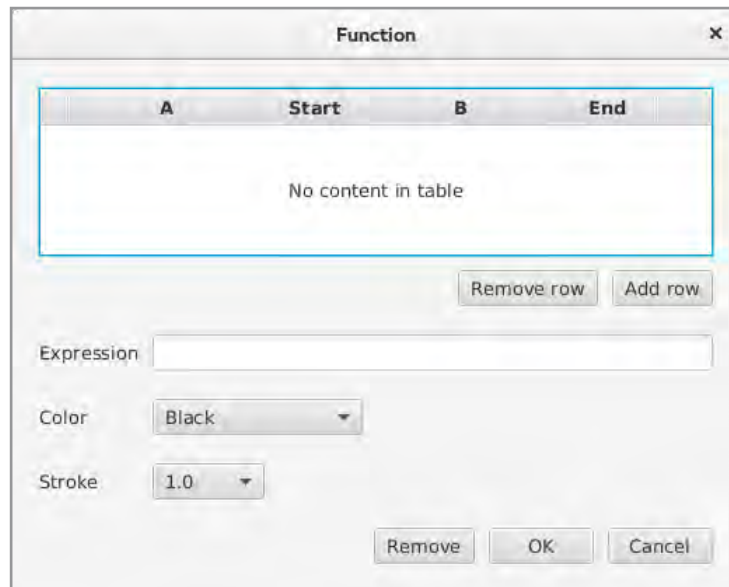 Function ×
A Start B End
No content in table
Remove row Add row
Expression
Color Black
Stroke 1.0
Remove OK Cancel